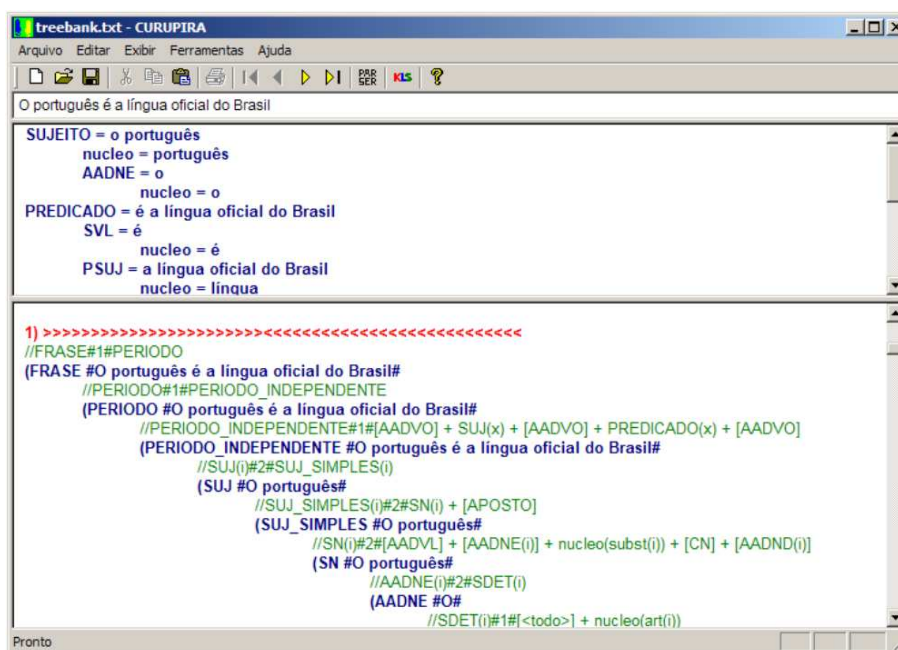 treebank.txt - CURUPIRA
Arquivo Editar Exibir Ferramentas Ajuda
PAR SER KLS ?
O português é a língua oficial do Brasil
SUJEITO = o português
nucleo = português
AADNE = o
nucleo = o
PREDICADO = é a língua oficial do Brasil
SVL = é
nucleo = é
PSUJ = a língua oficial do Brasil
nucleo = língua
1) >>>>>>>>>>>>>>>>>>>>>>>>><<<<<<<<<<<<<<<<<<<<<<<<<<<
//FRASE#1#PERIODO
(FRASE #O português é a língua oficial do Brasil#
//PERIODO#1#PERIODO_INDEPENDENTE
(PERIODO #O português é a língua oficial do Brasil#
//PERIODO_INDEPENDENTE#1#[AADVO] + SUJ(x) + [AADVO] + PREDICADO(x) + [AADVO]
(PERIODO_INDEPENDENTE #O português é a língua oficial do Brasil#
//SUJ(i)#2#SUJ_SIMPLES(i)
(SUJ #O português#
//SUJ_SIMPLES(i)#2#SN(i) + [APOSTO]
(SUJ_SIMPLES #O português#
//SN(i)#2#[AADVL] + [AADNE(i)] + nucleo(subst(i)) + [CN] + [AADND(i)]
(SN #O português#
//AADNE(i)#2#SDET(i)
(AADNE #O#
//SDET(i)#1#[<todo>] + nucleo(art(i))
Pronto